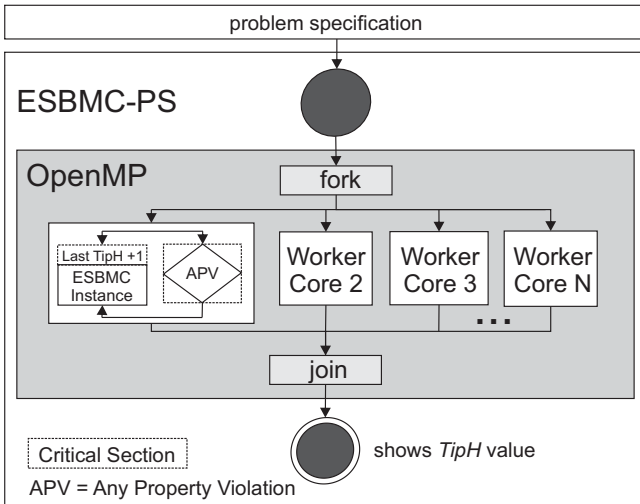 problem specification
ESBMC-PS
OpenMP
fork
Last TipH +1
ESBMC
Instance
APV
Worker
Core 2
Worker
Core 3
Worker
Core N
...
join
shows TipH value
Critical Section
APV = Any Property Violation